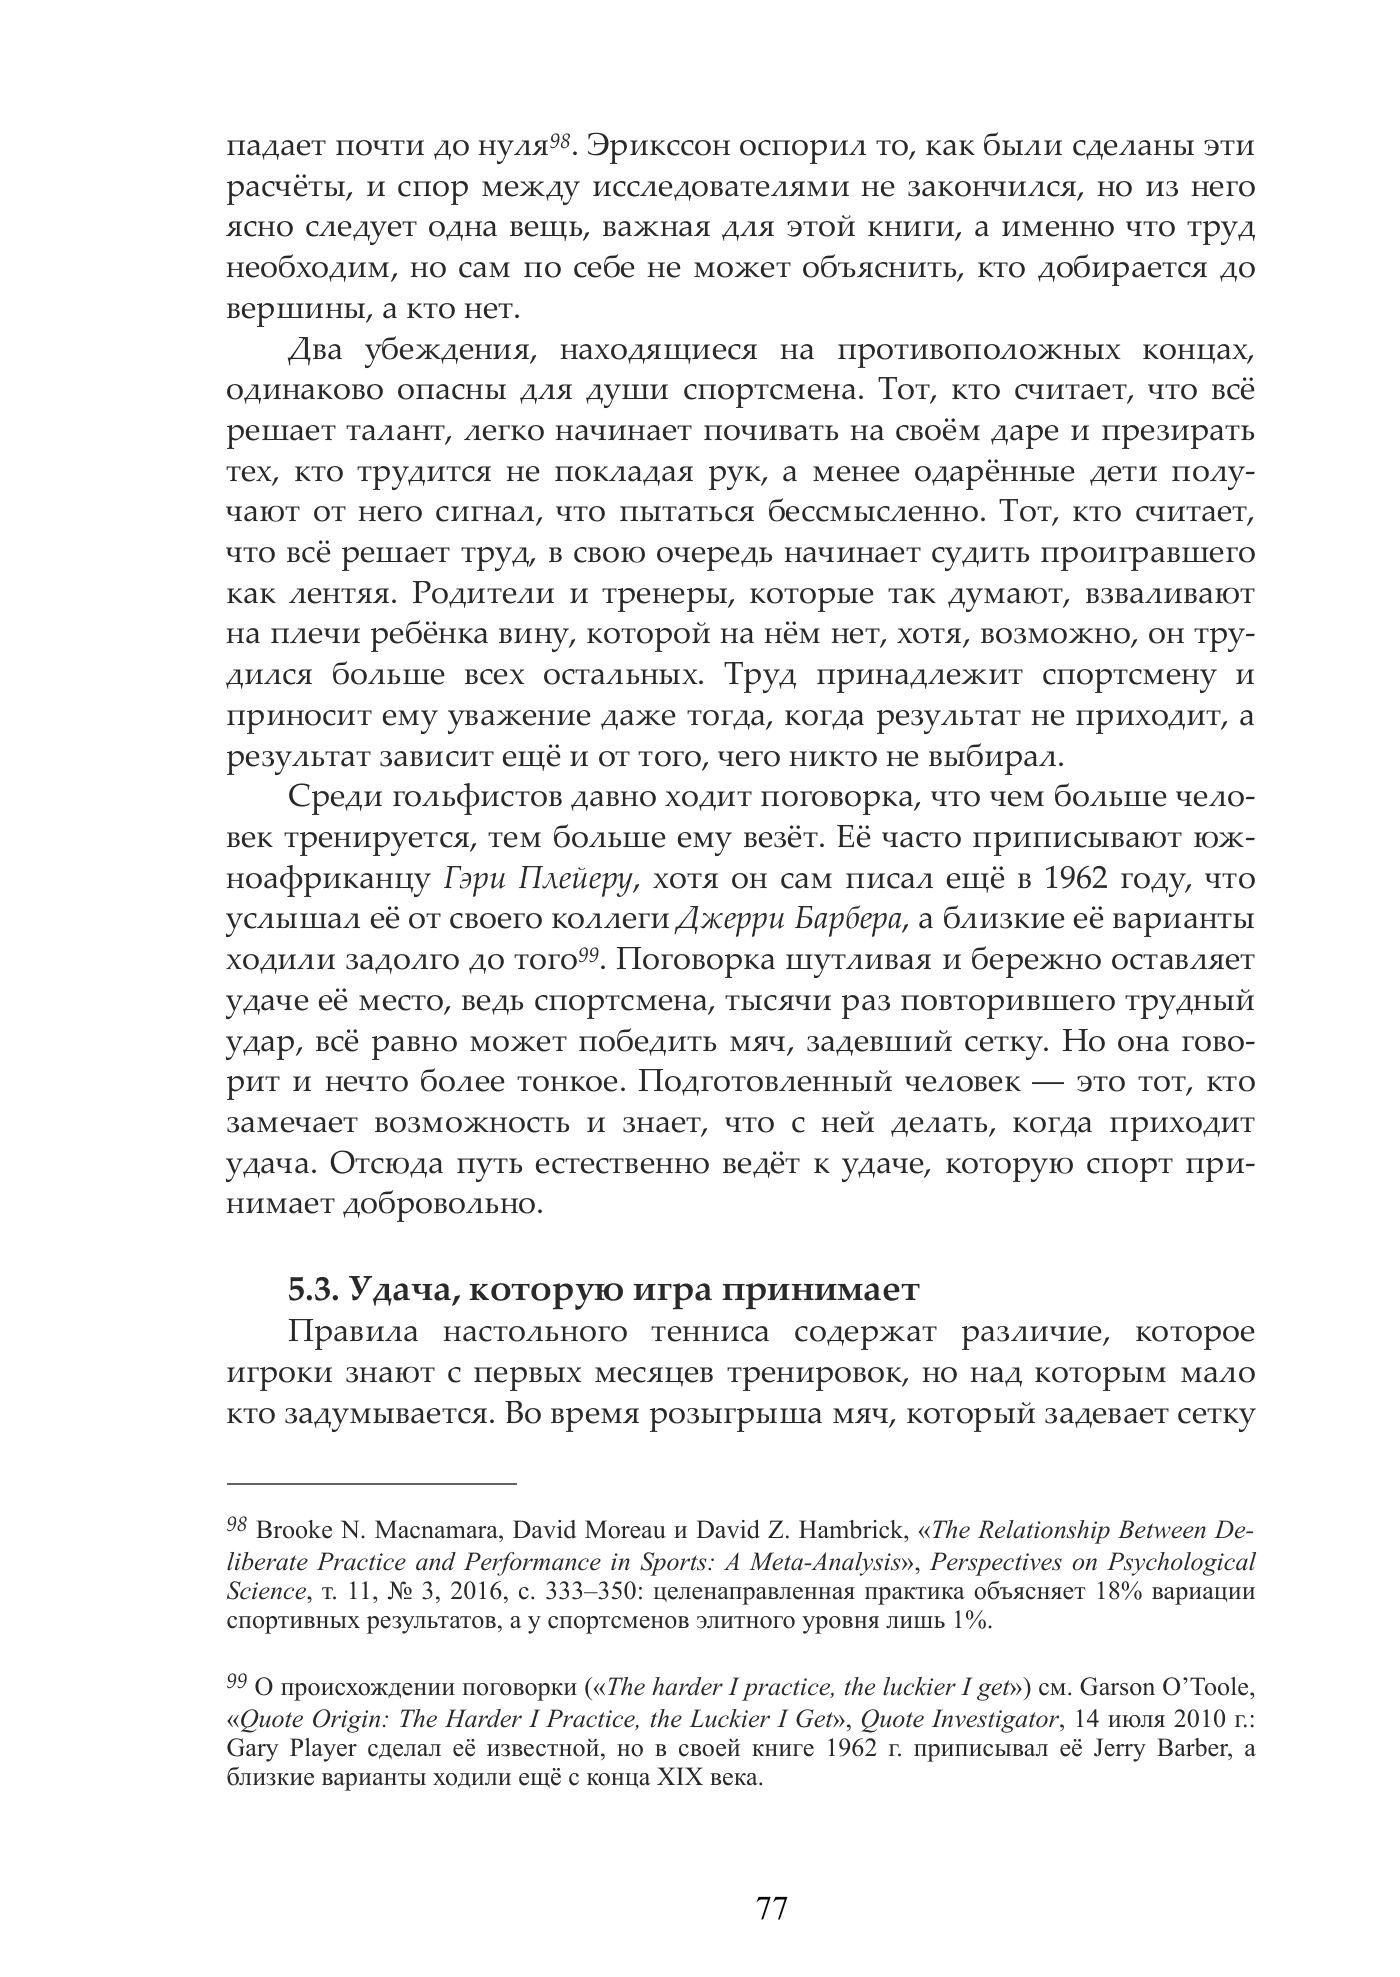 падает почти до нуля98. Эрикссон оспорил то, как были сделаны эти
расчёты, и спор между исследователями не закончился, но из него
ясно следует одна вещь, важная для этой книги, а именно что труд
необходим, но сам по себе не может объяснить, кто добирается до
вершины, а кто нет.
Два убеждения, находящиеся на противоположных концах,
одинаково опасны для души спортсмена. Тот, кто считает, что всё
решает талант, легко начинает почивать на своём даре и презирать
тех, кто трудится не покладая рук, а менее одарённые дети полу-
чают от него сигнал, что пытаться бессмысленно. Тот, кто считает,
что всё решает труд, в свою очередь начинает судить проигравшего
как лентяя. Родители и тренеры, которые так думают, взваливают
на плечи ребёнка вину, которой на нём нет, хотя, возможно, он тру-
дился больше всех остальных. Труд принадлежит спортсмену и
приносит ему уважение даже тогда, когда результат не приходит, а
результат зависит ещё и от того, чего никто не выбирал.
Среди гольфистов давно ходит поговорка, что чем больше чело-
век тренируется, тем больше ему везёт. Её часто приписывают юж-
ноафриканцу Гэри Плейеру, хотя он сам писал ещё в 1962 году, что
услышал её от своего коллеги Джерри Барбера, а близкие её варианты
ходили задолго до того99. Поговорка шутливая и бережно оставляет
удаче её место, ведь спортсмена, тысячи раз повторившего трудный
удар, всё равно может победить мяч, задевший сетку. Но она гово-
рит и нечто более тонкое. Подготовленный человек — это тот, кто
замечает возможность и знает, что с ней делать, когда приходит
удача. Отсюда путь естественно ведёт к удаче, которую спорт при-
нимает добровольно.
5.3. Удача, которую игра принимает
Правила настольного тенниса содержат различие, которое
игроки знают с первых месяцев тренировок, но над которым мало
кто задумывается. Во время розыгрыша мяч, который задевает сетку
98 Brooke N. Macnamara, David Moreau и David Z. Hambrick, «The Relationship Between De-
liberate Practice and Performance in Sports: A Meta-Analysis», Perspectives on Psychological
Science, т. 11, № 3, 2016, с. 333–350: целенаправленная практика объясняет 18% вариации
спортивных результатов, а у спортсменов элитного уровня лишь 1%.
99 О происхождении поговорки («The harder I practice, the luckier I get») см. Garson O’Toole,
«Quote Origin: The Harder I Practice, the Luckier I Get», Quote Investigator, 14 июля 2010 г.:
Gary Player сделал её известной, но в своей книге 1962 г. приписывал её Jerry Barber, а
близкие варианты ходили ещё с конца XIX века.
77